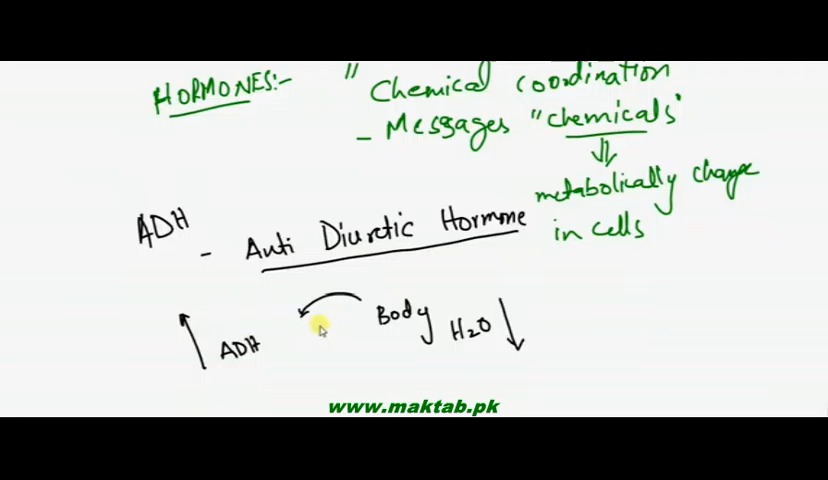 HORMONES:- " Chemical coordination
- Messages "chemicals"
metabolically change
in cells
ADH
- Anti Diuretic Hormone
ADH Body H2O
www.maktab.pk